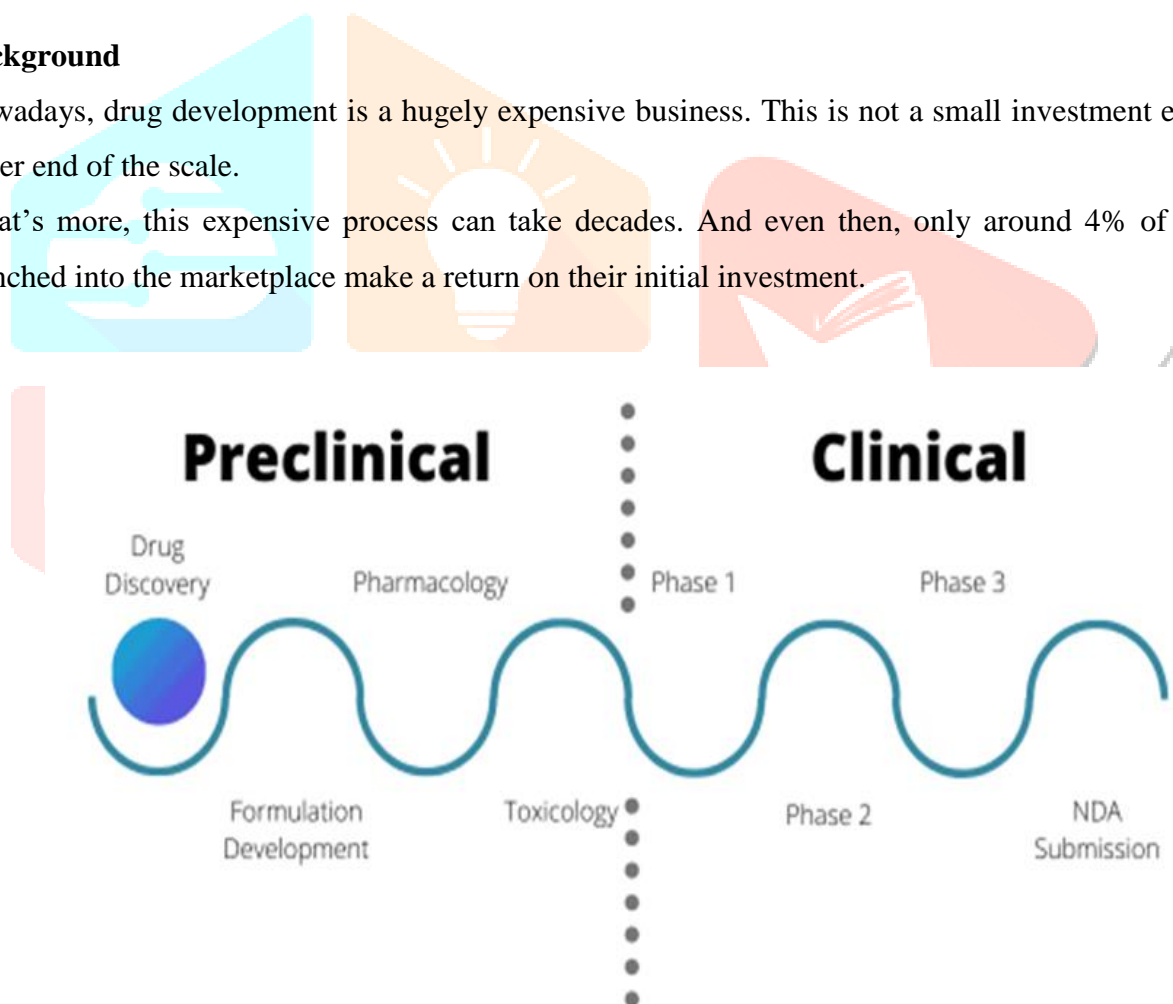 ckground
wadays, drug development is a hugely expensive business. This is not a small investment e
er end of the scale.
at’s more, this expensive process can take decades. And even then, only around 4% of
nched into the marketplace make a return on their initial investment.
Preclinical
Clinical
Drug
Discovery
Pharmacology
Phase 1
Phase 3
Formulation
Development
Toxicology
Phase 2
NDA
Submission